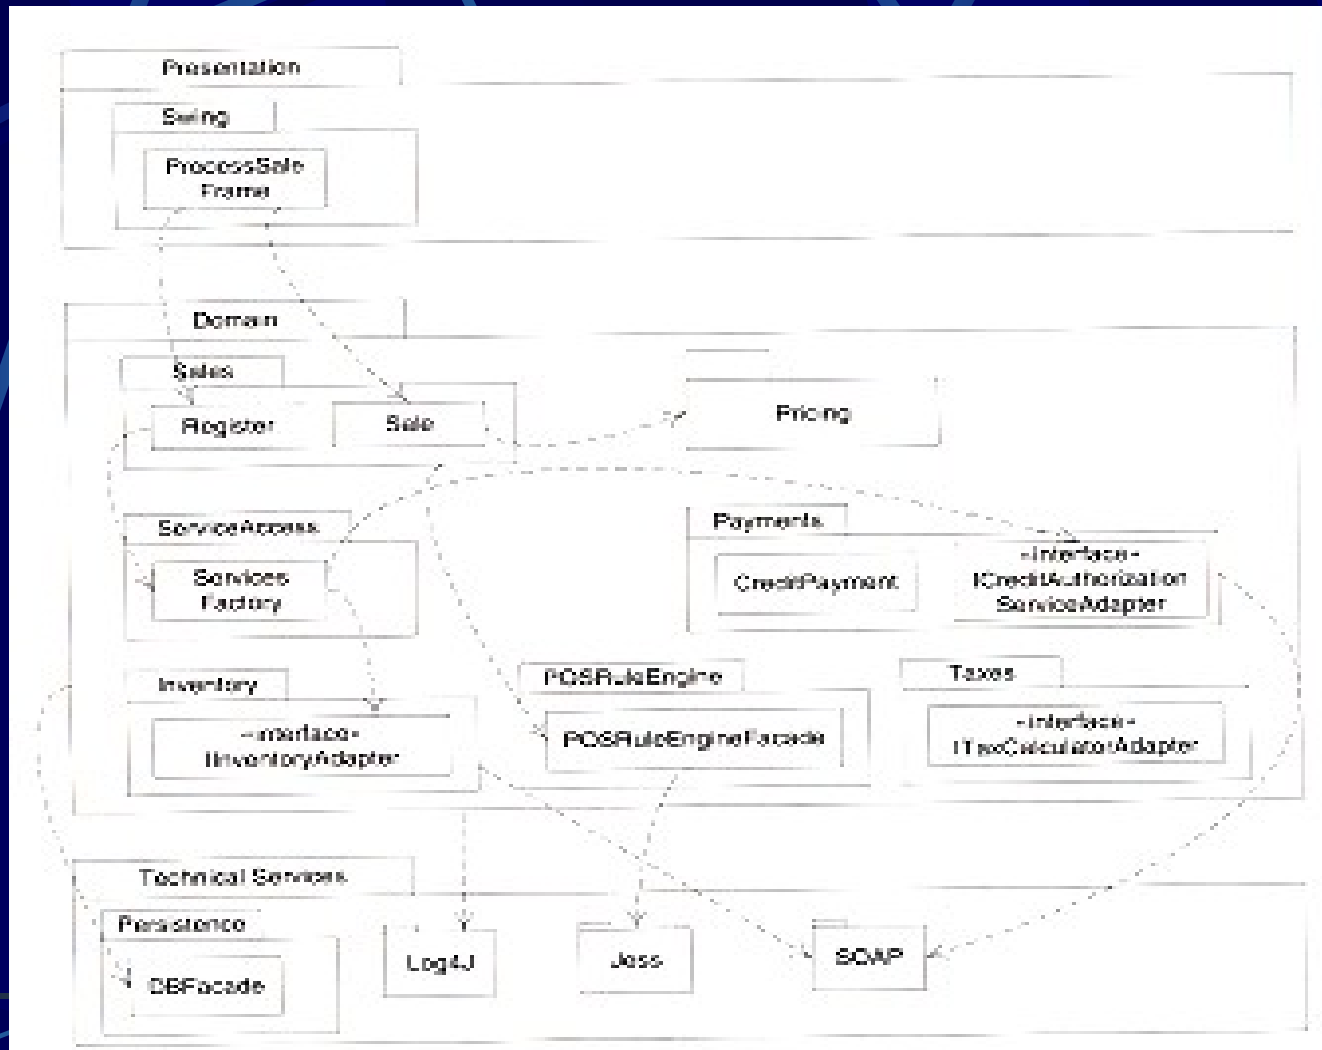 Presentation
Swing
ProcessSale
Frame
Domain
Sales
Register
Sale
Pricing
ServiceAccess
Services
Factory
Payments
CreditPayment
«interface»
ICreditAuthorization
ServiceAdapter
Inventory
«interface»
IInventoryAdapter
POSRuleEngine
POSRuleEngineFacade
Taxes
«interface»
ITaxCalculatorAdapter
Technical Services
Persistence
DBFacade
Log4J
Jess
SOAP